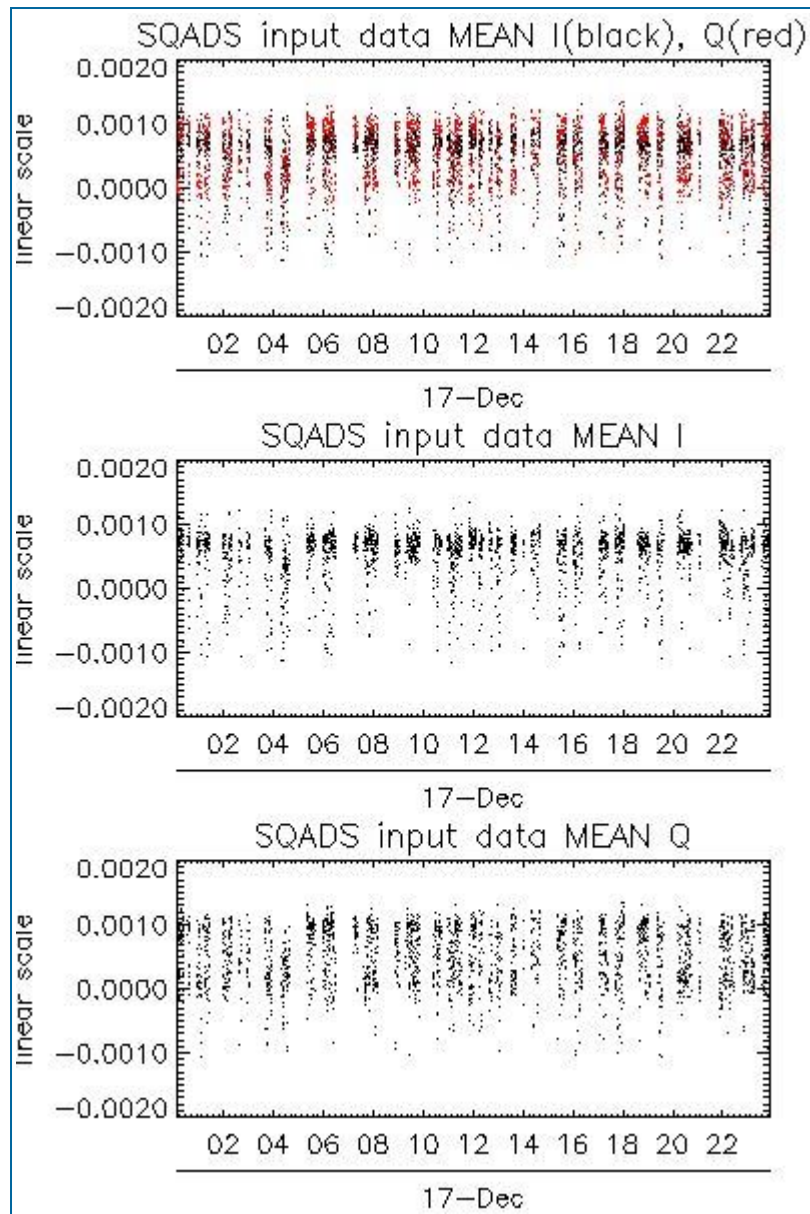 SQADS input data MEAN I(black), Q(red)
linear scale
0.0020
0.0010
0.0000
−0.0010
−0.0020
02 04 06 08 10 12 14 16 18 20 22
17−Dec
SQADS input data MEAN I
linear scale
0.0020
0.0010
0.0000
−0.0010
−0.0020
02 04 06 08 10 12 14 16 18 20 22
17−Dec
SQADS input data MEAN Q
linear scale
0.0020
0.0010
0.0000
−0.0010
−0.0020
02 04 06 08 10 12 14 16 18 20 22
17−Dec